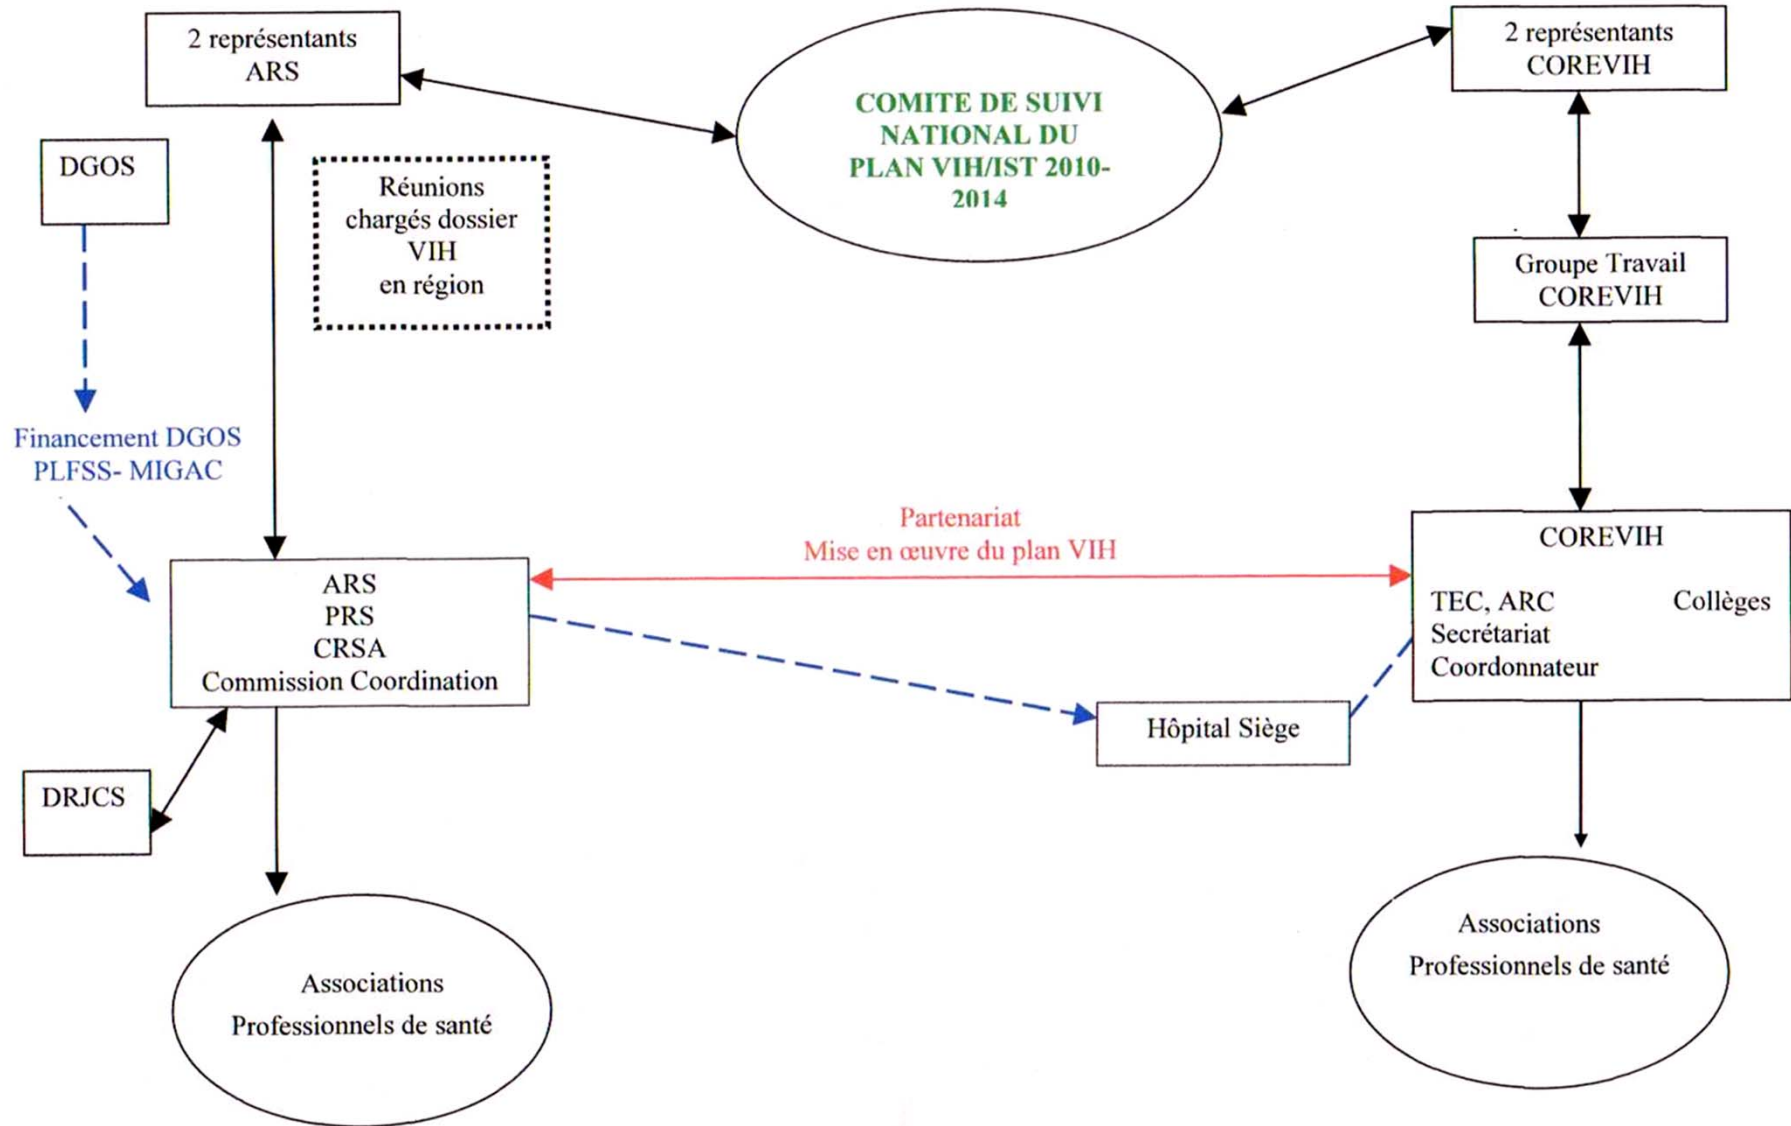 2 représentants
ARS
COMITE DE SUIVI
NATIONAL DU
PLAN VIH/IST 2010-
2014
2 représentants
COREVIH
DGOS
Réunions
chargés dossier
VIH
en région
Groupe Travail
COREVIH
Financement DGOS
PLFSS- MIGAC
Partenariat
Mise en œuvre du plan VIH
ARS
PRS
CRSA
Commission Coordination
COREVIH
TEC, ARC Collèges
Secrétariat
Coordonnateur
Hôpital Siège
DRJCS
Associations
Professionnels de santé
Associations
Professionnels de santé